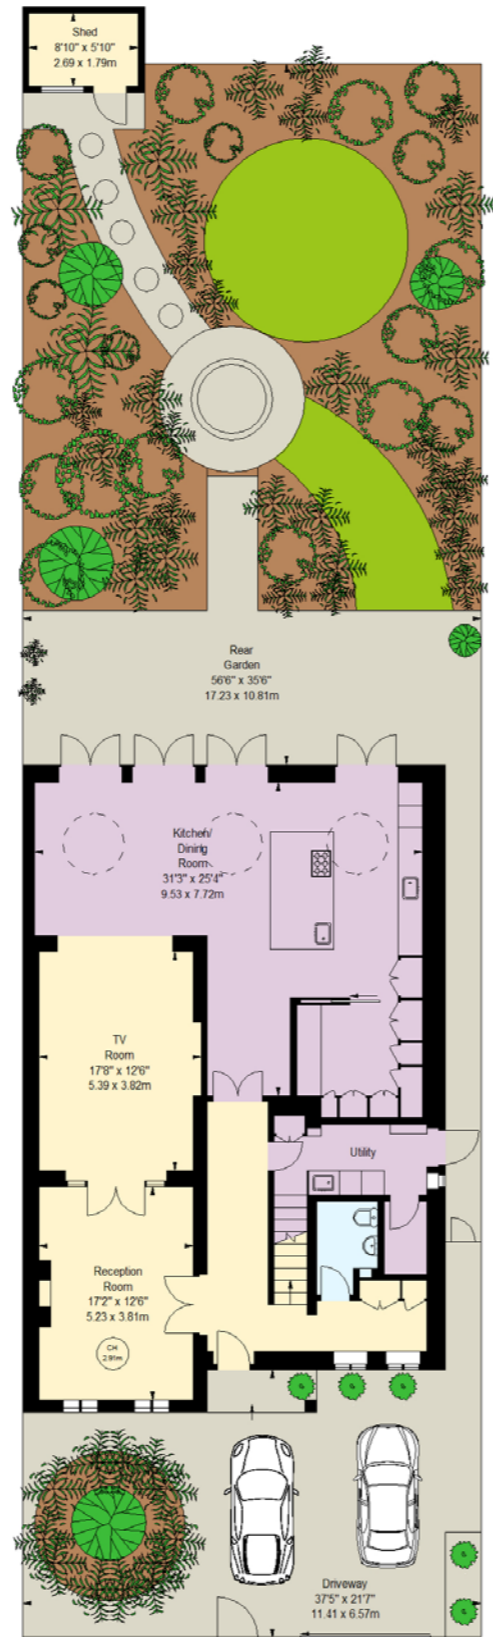 Shed
8'10" x 5'10"
2.69 x 1.79m
Rear
Garden
56'6" x 35'6"
17.23 x 10.81m
Kitchen/
Dining
Room
31'3" x 25'4"
9.53 x 7.72m
TV
Room
17'8" x 12'6"
5.39 x 3.82m
Utility
Reception
Room
17'2" x 12'6"
5.23 x 3.81m
CH
2.91m
Driveway
37'5" x 21'7"
11.41 x 6.57m